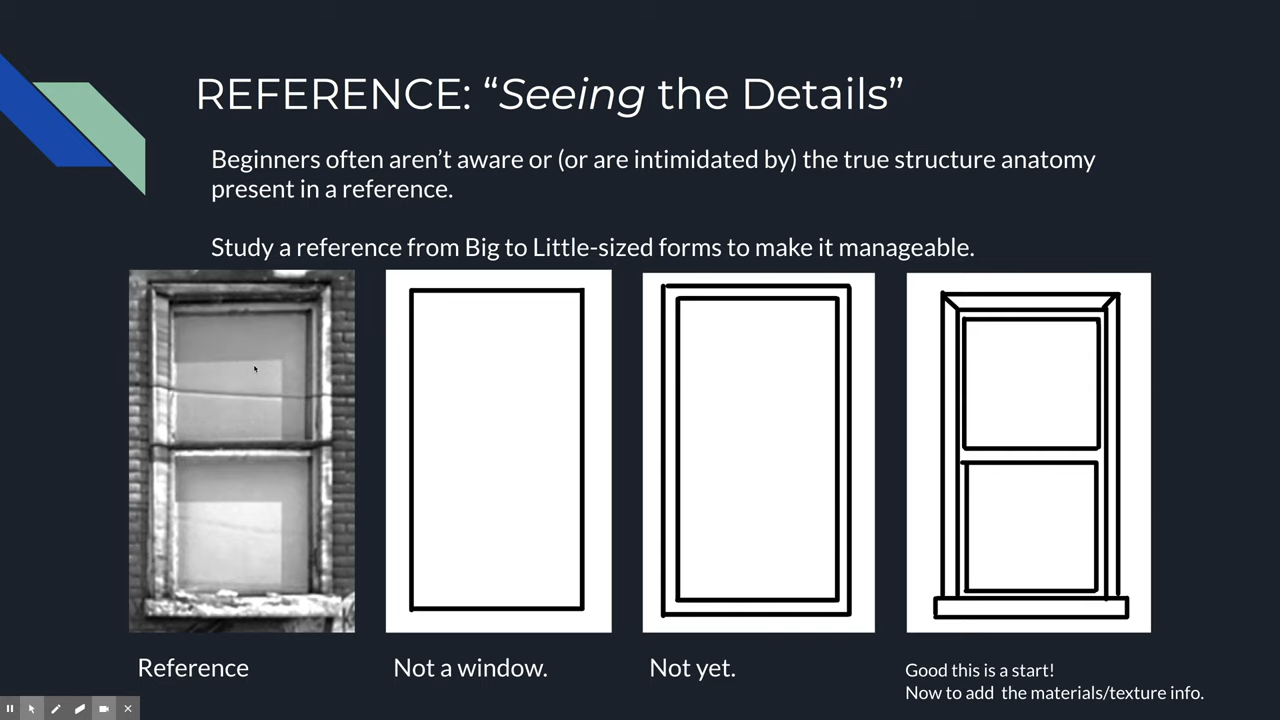 REFERENCE: “Seeing the Details”
Beginners often aren’t aware or (or are intimidated by) the true structure anatomy
present in a reference.
Study a reference from Big to Little-sized forms to make it manageable.
Reference
Not a window.
Not yet.
Good this is a start!
Now to add  the materials/texture info.